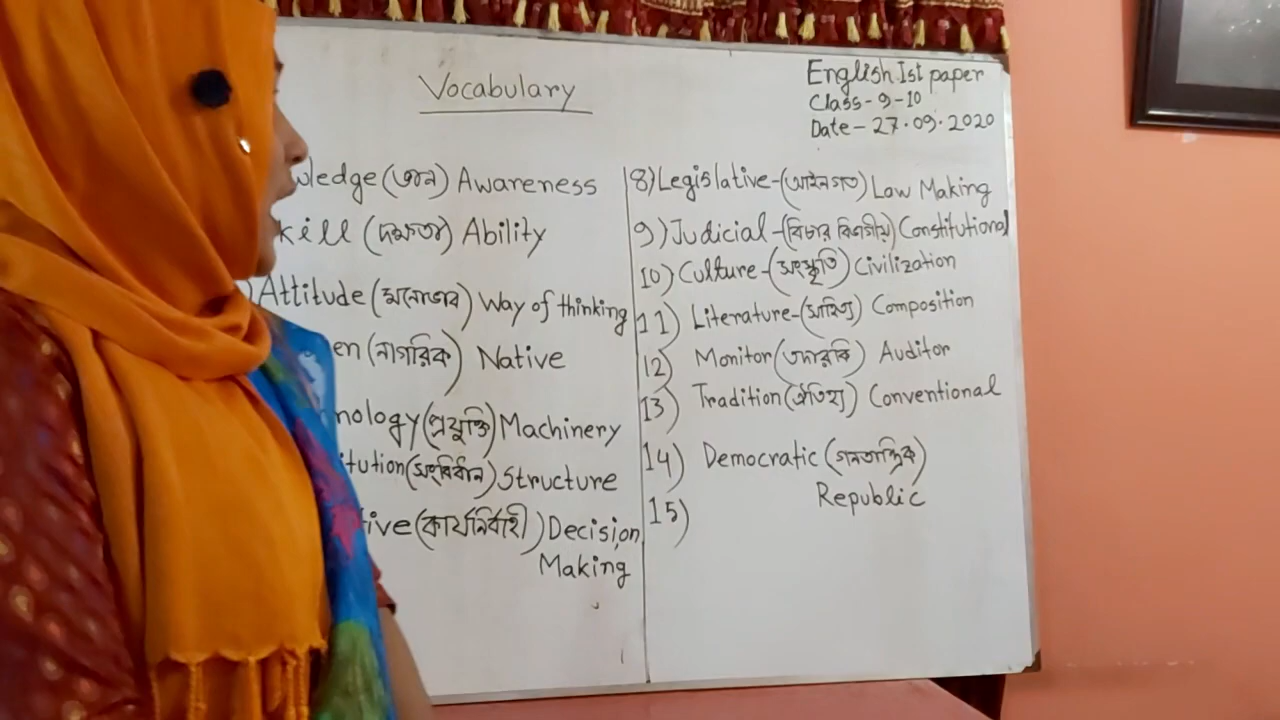 Vocabulary
English 1st paper
Class - 9 - 10
Date - 27.09.2020
wledge (জ্ঞান) Awareness
kill (দক্ষতা) Ability
) Attitude (মনোভাব) Way of thinking
en (নাগরিক) Native
nology (প্রযুক্তি) Machinery
itution (সংবিধান) Structure
tive (কার্যনির্বাহী) Decision
Making
8) Legislative - (আইনগত) Law Making
9) Judicial - (বিচার বিভাগীয়) Constitutional
10) Culture - (সংস্কৃতি) Civilization
11) Literature - (সাহিত্য) Composition
12) Monitor (তদারকি) Auditor
13) Tradition (ঐতিহ্য) Conventional
14) Democratic (গনতান্ত্রিক)
Republic
15)